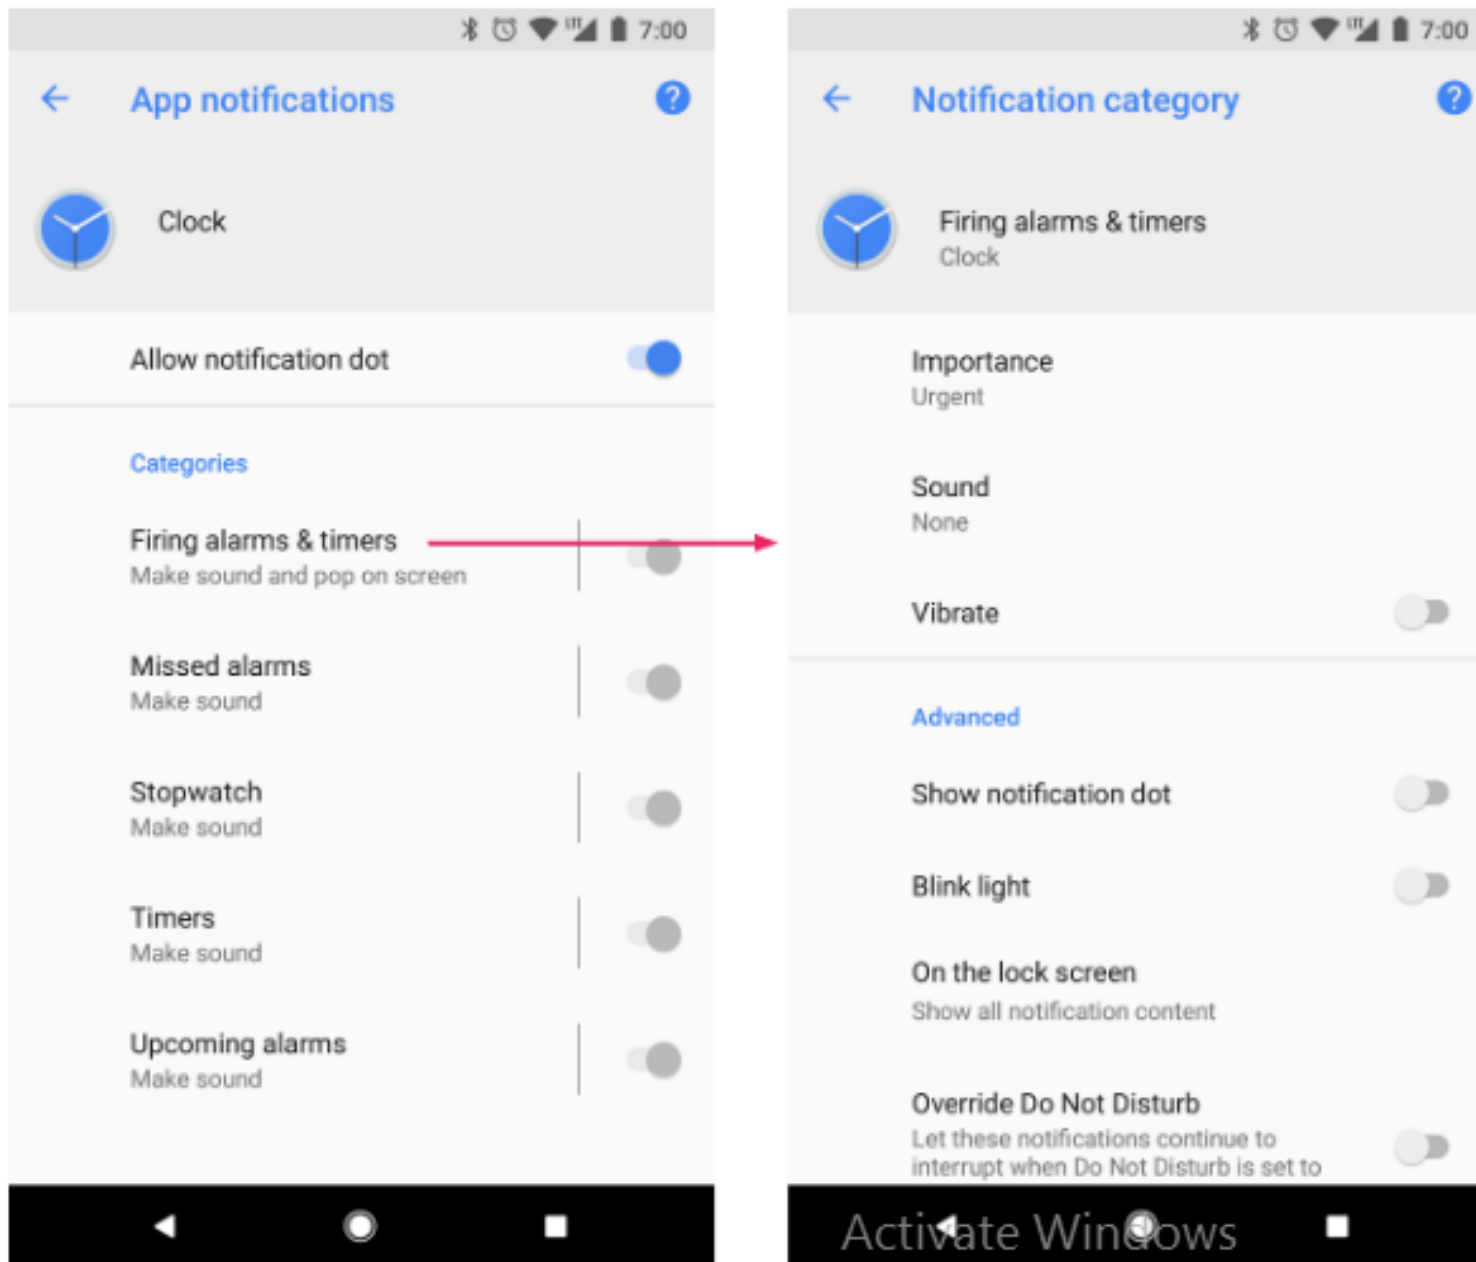 LTE 7:00
App notifications
?
Clock
Allow notification dot
Categories
Firing alarms & timers
Make sound and pop on screen
Missed alarms
Make sound
Stopwatch
Make sound
Timers
Make sound
Upcoming alarms
Make sound
LTE 7:00
Notification category
?
Firing alarms & timers
Clock
Importance
Urgent
Sound
None
Vibrate
Advanced
Show notification dot
Blink light
On the lock screen
Show all notification content
Override Do Not Disturb
Let these notifications continue to
interrupt when Do Not Disturb is set to
Activate Windows